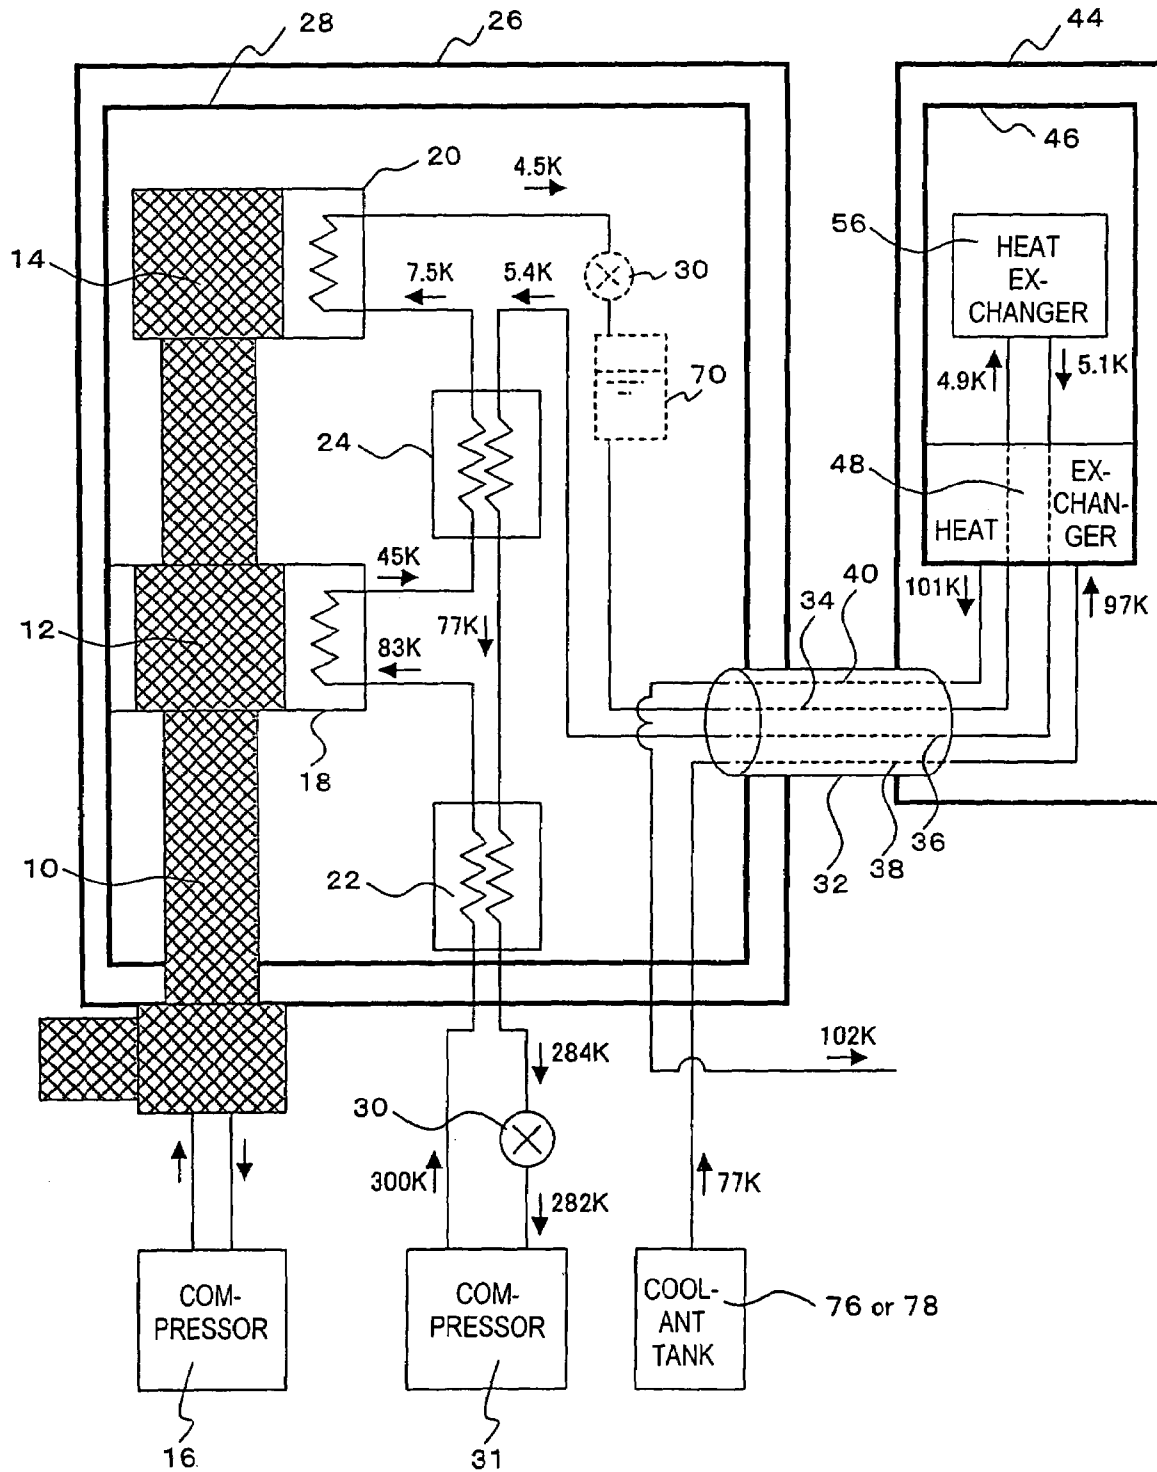 28
26
44
46
20
4.5K
56
HEAT
EX-
CHANGER
14
7.5K
5.4K
30
70
4.9K
5.1K
24
48
HEAT
EX-
CHAN-
GER
45K
12
77K
83K
34
40
101K
97K
18
10
22
32
38
36
102K
284K
30
300K
282K
77K
COM-
PRESSOR
COM-
PRESSOR
COOL-
ANT
TANK
76 or 78
16
31